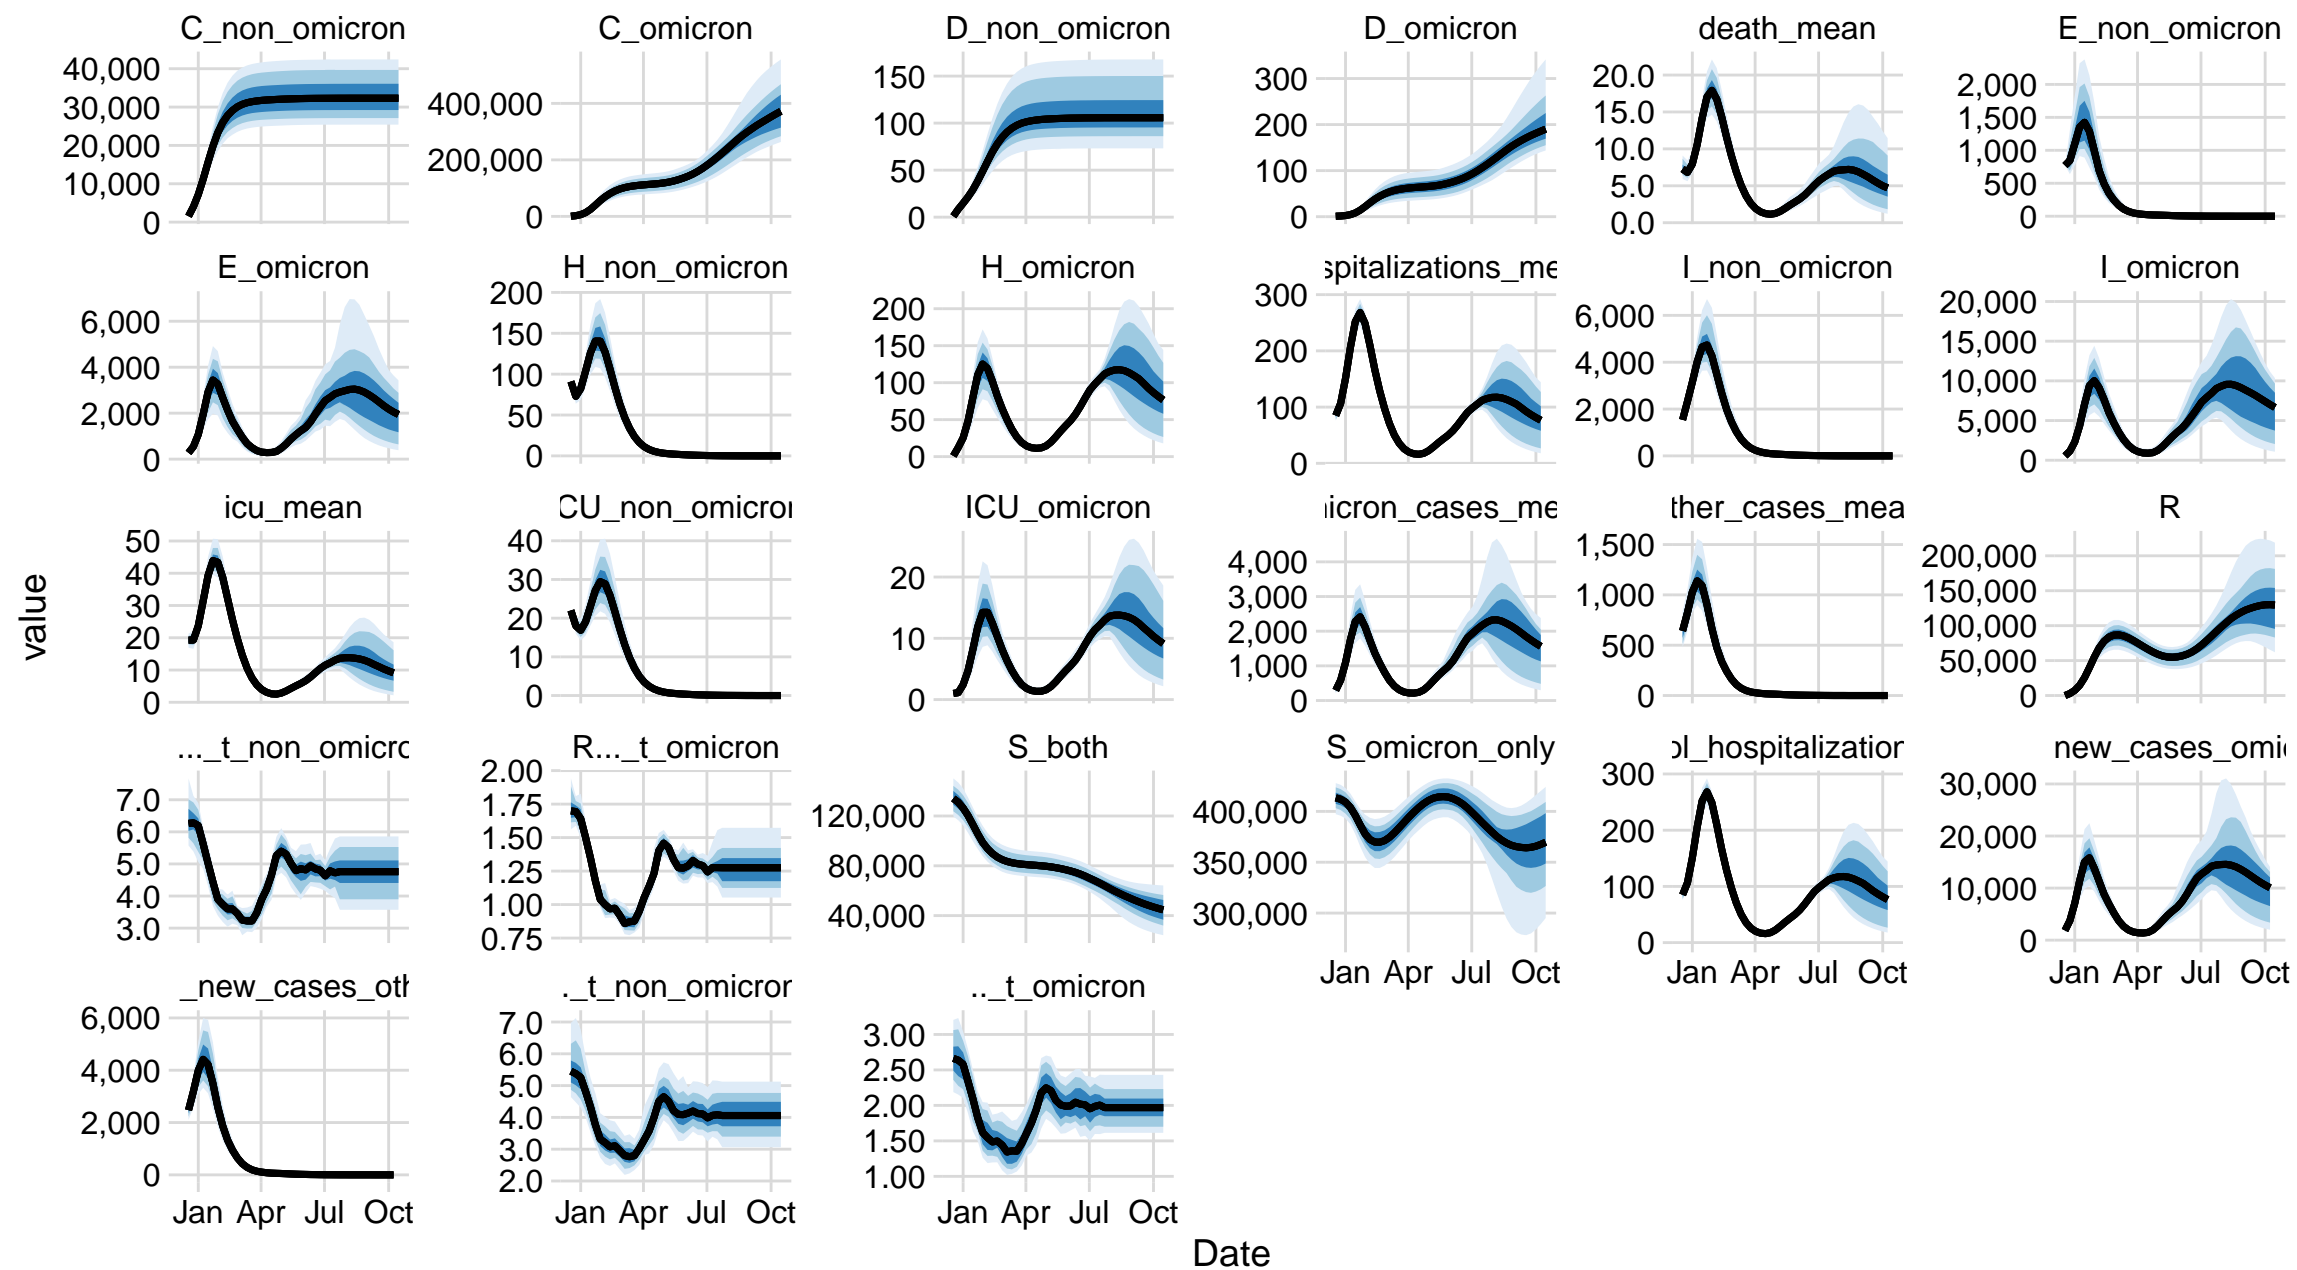 C_non_omicron C_omicron D_non_omicron D_omicron death_mean E_non_omicron
40,000 30,000 20,000 10,000 0
400,000 200,000 0
150 100 50 0
300 200 100 0
20.0 15.0 10.0 5.0 0.0
2,000 1,500 1,000 500 0
E_omicron H_non_omicron H_omicron spitalizations_me I_non_omicron I_omicron
6,000 4,000 2,000 0
200 150 100 50 0
200 150 100 50 0
300 200 100 0
6,000 4,000 2,000 0
20,000 15,000 10,000 5,000 0
icu_mean CU_non_omicror ICU_omicron icron_cases_me ther_cases_mea R
50 40 30 20 10 0
40 30 20 10 0
20 10 0
4,000 3,000 2,000 1,000 0
1,500 1,000 500 0
200,000 150,000 100,000 50,000 0
value
..._t_non_omicro R..._t_omicron S_both S_omicron_only ol_hospitalization new_cases_omi
7.0 6.0 5.0 4.0 3.0
2.00 1.75 1.50 1.25 1.00 0.75
120,000 80,000 40,000
400,000 350,000 300,000
300 200 100 0
30,000 20,000 10,000 0
Jan Apr Jul Oct Jan Apr Jul Oct Jan Apr Jul Oct
_new_cases_oth ._t_non_omicror .._t_omicron
6,000 4,000 2,000 0
7.0 6.0 5.0 4.0 3.0 2.0
3.00 2.50 2.00 1.50 1.00
Jan Apr Jul Oct Jan Apr Jul Oct Jan Apr Jul Oct
Date